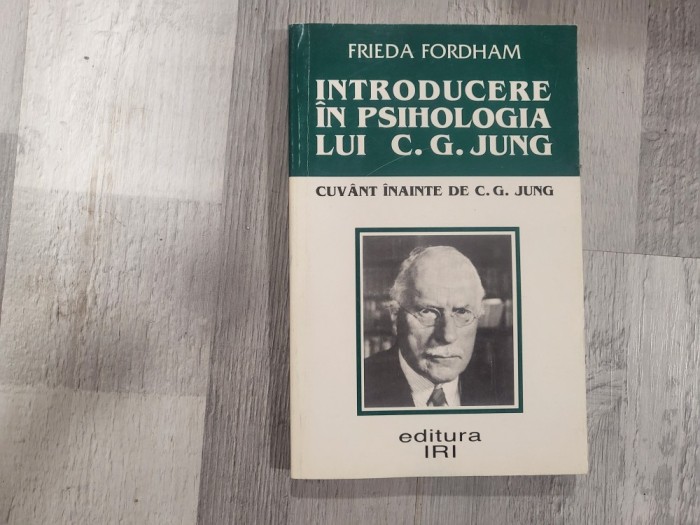 FRIEDA FORDHAM
INTRODUCERE
ÎN PSIHOLOGIA
LUI C. G. JUNG
CUVÂNT ÎNAINTE DE C. G. JUNG
editura
IRI